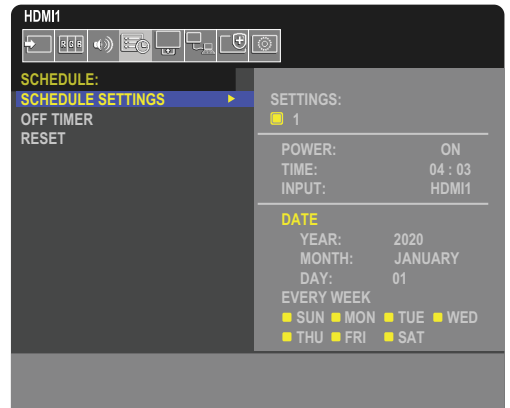 HDMI1
R G B
SCHEDULE:
SCHEDULE SETTINGS
OFF TIMER
RESET
SETTINGS:
1
POWER: ON
TIME: 04 : 03
INPUT: HDMI1
DATE
YEAR: 2020
MONTH: JANUARY
DAY: 01
EVERY WEEK
SUN MON TUE WED
THU FRI SAT